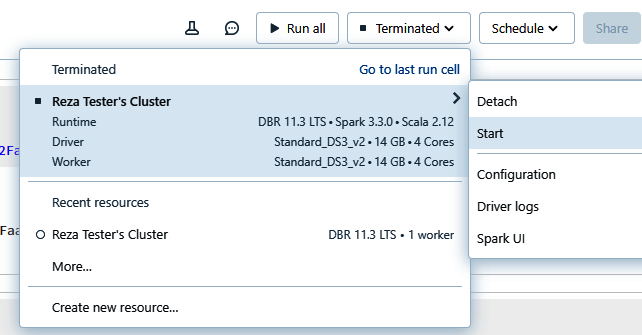 Run all
Terminated
Schedule
Share
Terminated
Go to last run cell
Reza Tester's Cluster
Runtime DBR 11.3 LTS • Spark 3.3.0 • Scala 2.12
Driver Standard_DS3_v2 • 14 GB • 4 Cores
Worker Standard_DS3_v2 • 14 GB • 4 Cores
Recent resources
Reza Tester's Cluster DBR 11.3 LTS • 1 worker
More...
Create new resource...
Detach
Start
Configuration
Driver logs
Spark UI
2Fa
Faa